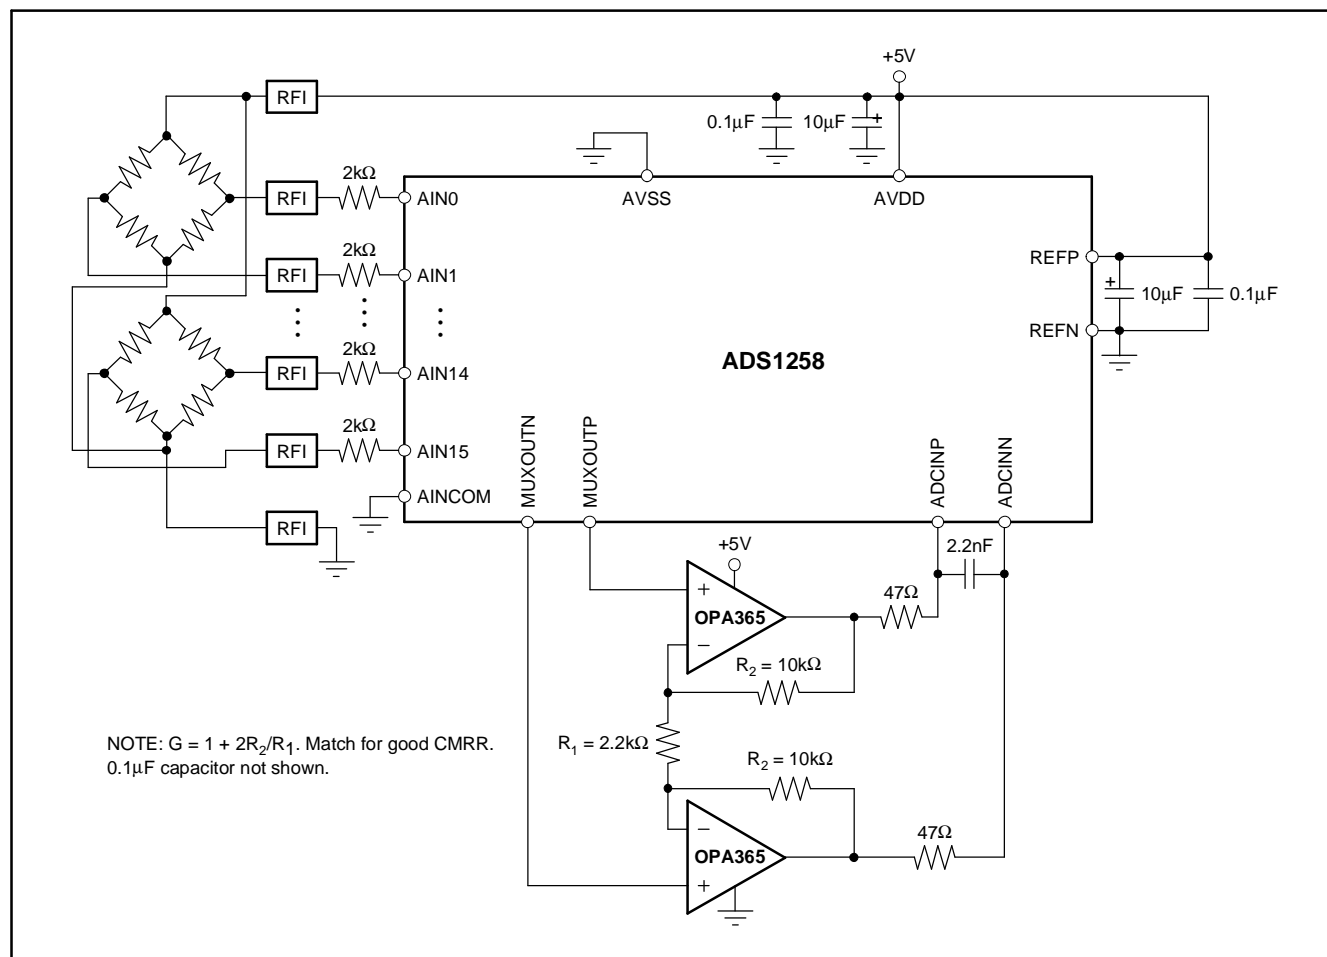 +5V
RFI
0.1μF
10μF
+
2kΩ
RFI
AIN0
AVSS
AVDD
2kΩ
RFI
AIN1
REFP
+
10μF
0.1μF
REFN
2kΩ
RFI
AIN14
ADS1258
2kΩ
RFI
AIN15
MUXOUTN
MUXOUTP
ADCINP
ADCINN
AINCOM
RFI
+5V
2.2nF
+
OPA365
−
47Ω
R2 = 10kΩ
NOTE: G = 1 + 2R2/R1. Match for good CMRR.
0.1μF capacitor not shown.
R1 = 2.2kΩ
R2 = 10kΩ
−
OPA365
+
47Ω